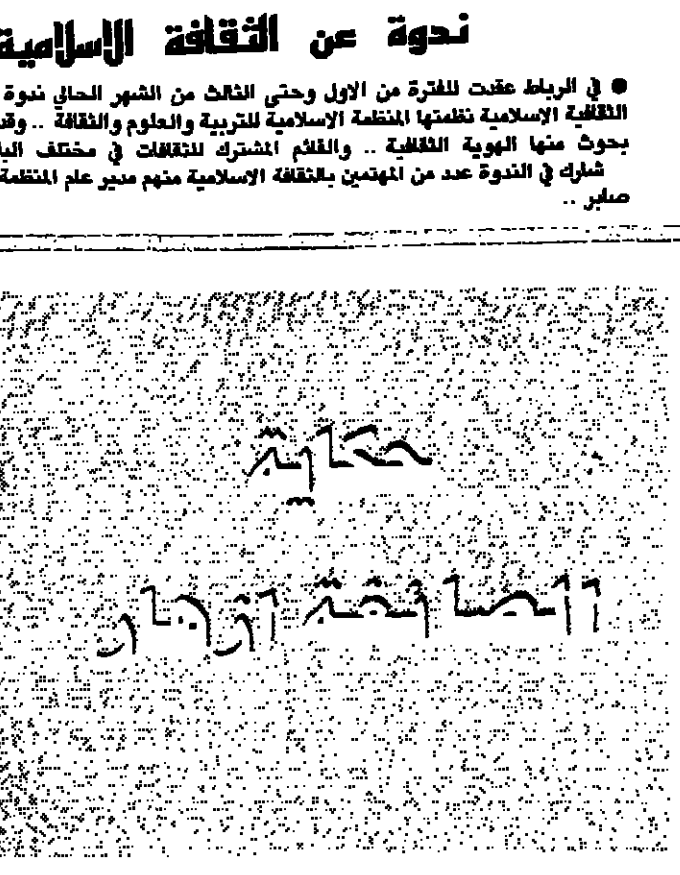 ندوة عن الثقافة الاسلامية
● في الرباط عقدت للفترة من الاول وحتى الثالث من الشهر الحالي ندوة
الثقافية الإسلامية نظمتها المنظمة الاسلامية للتربية والعلوم والثقافة .. وقد
بحوث منها الهوية الثقافية .. والقائم المشترك للثقافات في مختلف
شارك في الندوة عدد من المهتمين بالثقافة الاسلامية منهم مدير عام المنظمة
صابر ..
حكاية